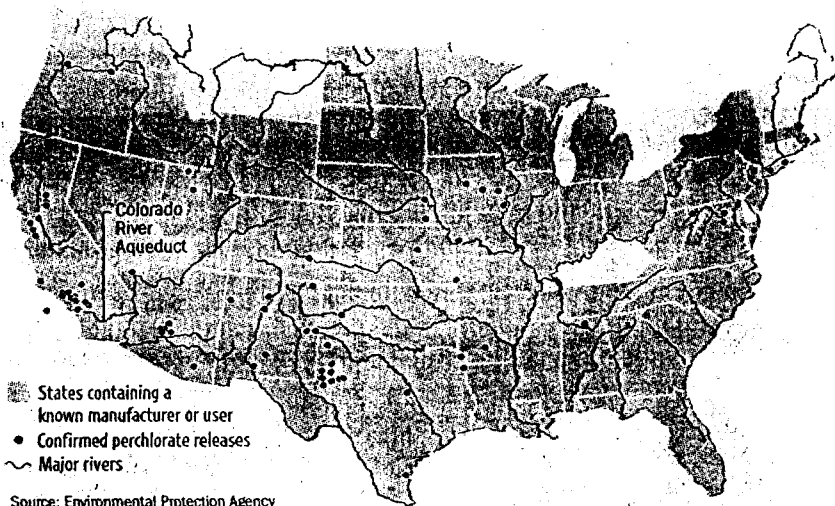 Colorado
River
Aqueduct
States containing a
known manufacturer or user
Confirmed perchlorate releases
Major rivers
Source: Environmental Protection Agency